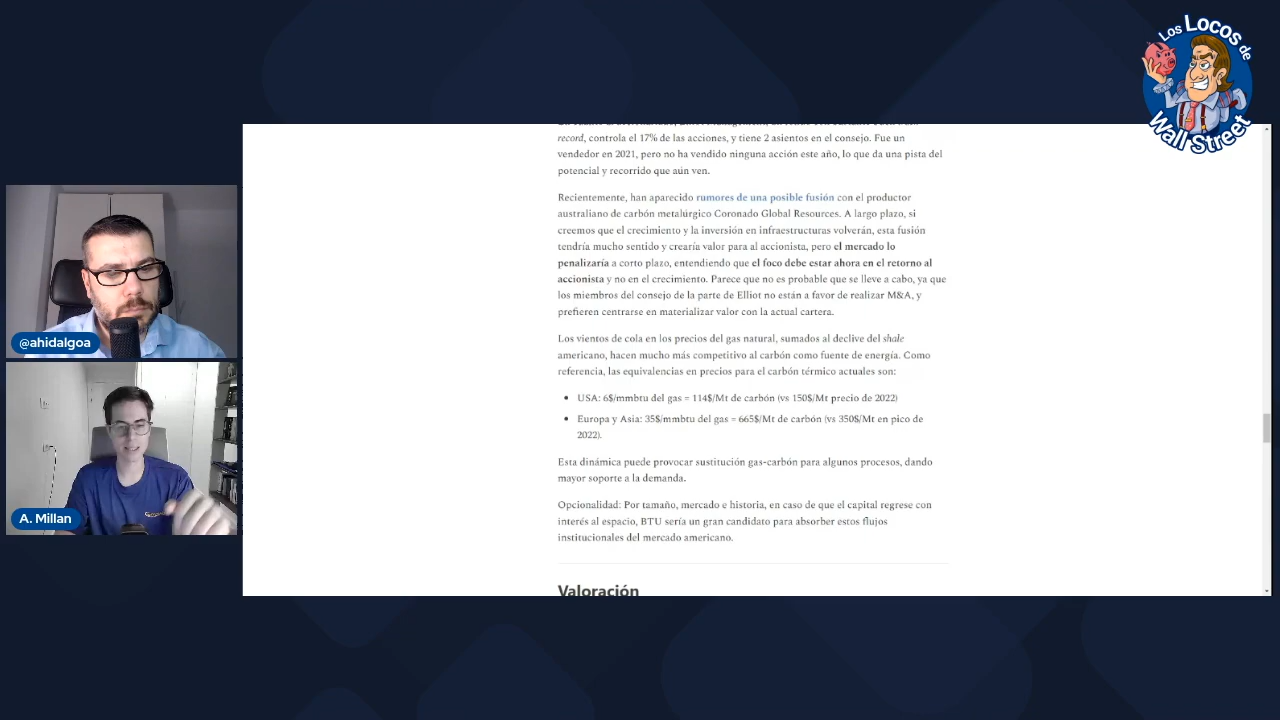 Los Locos de
Wall Street
record, controla el 17% de las acciones, y tiene 2 asientos en el consejo. Fue un
vendedor en 2021, pero no ha vendido ninguna acción este año, lo que da una pista del
potencial y recorrido que aún ven.
Recientemente, han aparecido rumores de una posible fusión con el productor
australiano de carbón metalúrgico Coronado Global Resources. A largo plazo, si
creemos que el crecimiento y la inversión en infraestructuras volverán, esta fusión
tendría mucho sentido y crearía valor para al accionista, pero el mercado lo
penalizaría a corto plazo, entendiendo que el foco debe estar ahora en el retorno al
accionista y no en el crecimiento. Parece que no es probable que se lleve a cabo, ya que
los miembros del consejo de la parte de Elliot no están a favor de realizar M&A, y
prefieren centrarse en materializar valor con la actual cartera.
Los vientos de cola en los precios del gas natural, sumados al declive del shale
americano, hacen mucho más competitivo al carbón como fuente de energía. Como
referencia, las equivalencias en precios para el carbón térmico actuales son:
• USA: 6$/mmbtu del gas = 114$/Mt de carbón (vs 150$/Mt precio de 2022)
• Europa y Asia: 35$/mmbtu del gas = 665$/Mt de carbón (vs 350$/Mt en pico de
2022).
Esta dinámica puede provocar sustitución gas-carbón para algunos procesos, dando
mayor soporte a la demanda.
Opcionalidad: Por tamaño, mercado e historia, en caso de que el capital regrese con
interés al espacio, BTU sería un gran candidato para absorber estos flujos
institucionales del mercado americano.
Valoración
@ahidalgoa
A. Millan